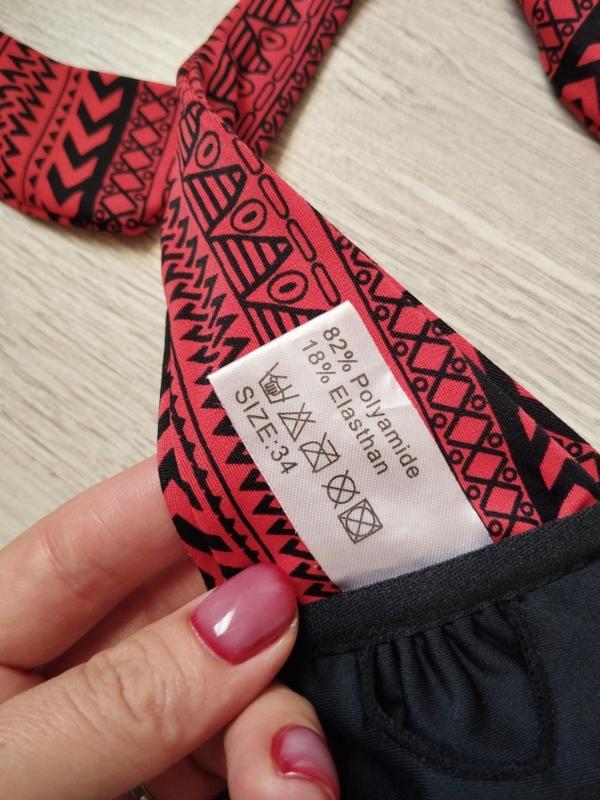 82% Polyamide
18% Elasthan
SIZE:34